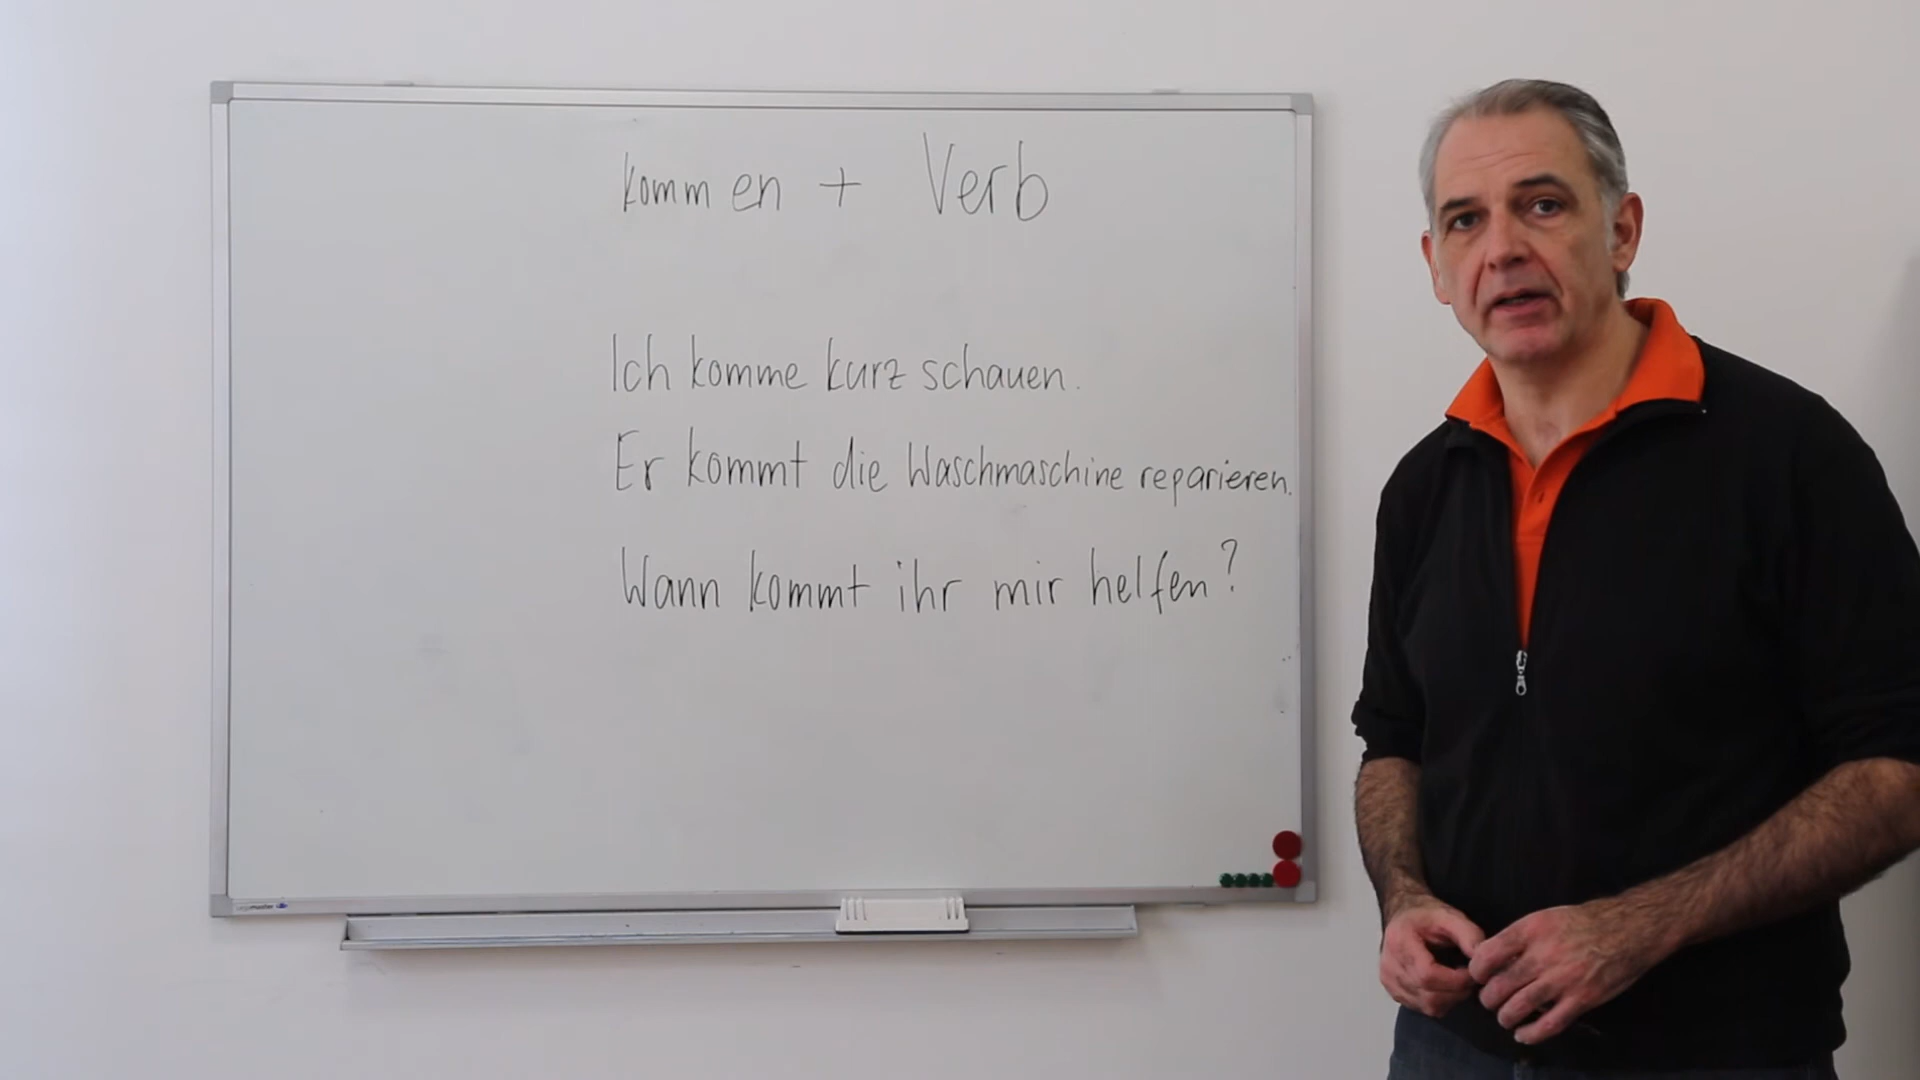 kommen + Verb
Ich komme kurz schauen.
Er kommt die Waschmaschine reparieren.
Wann kommt ihr mir helfen?